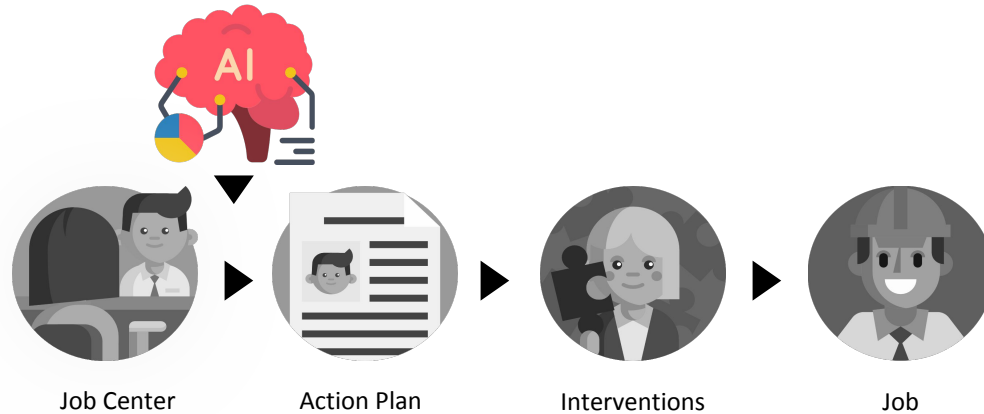 AI
Job Center
Action Plan
Interventions
Job